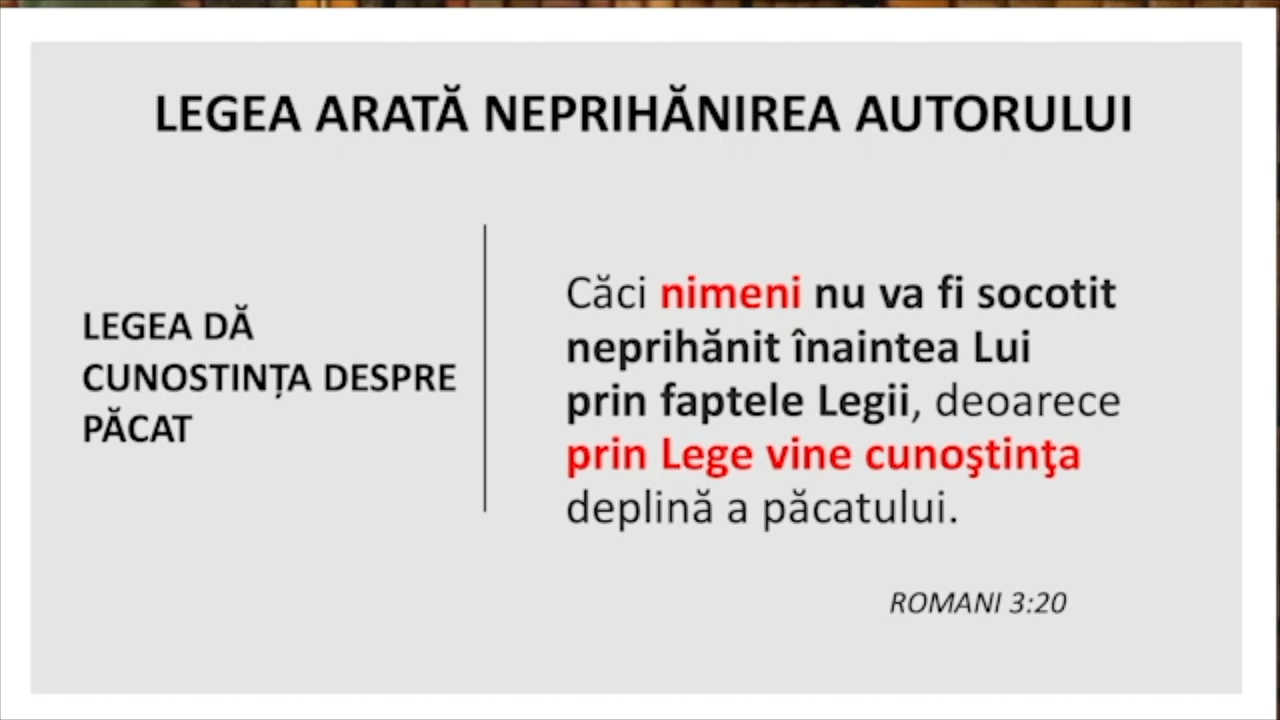 LEGEA ARATĂ NEPRIHĂNIREA AUTORULUI
LEGEA DĂ
CUNOSTINȚA DESPRE
PĂCAT
Căci nimeni nu va fi socotit
neprihănit înaintea Lui
prin faptele Legii, deoarece
prin Lege vine cunoştinţa
deplină a păcatului.
ROMANI 3:20